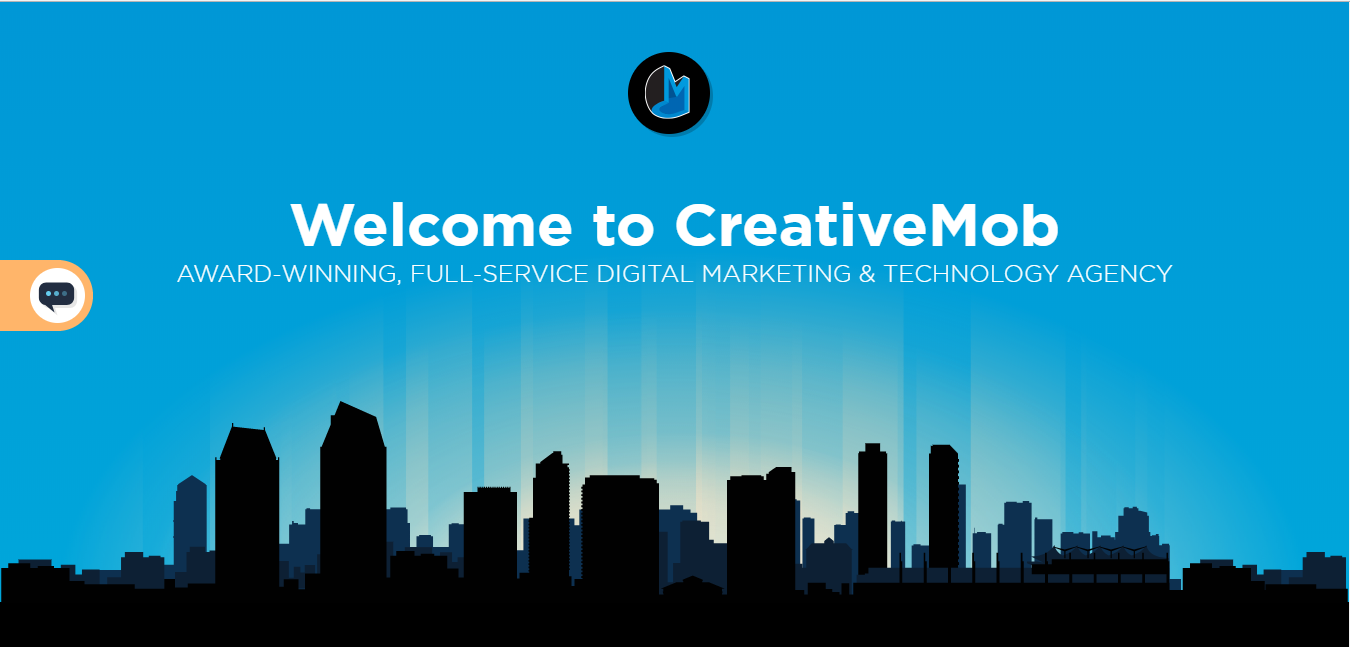 Welcome to CreativeMob
AWARD-WINNING, FULL-SERVICE DIGITAL MARKETING & TECHNOLOGY AGENCY